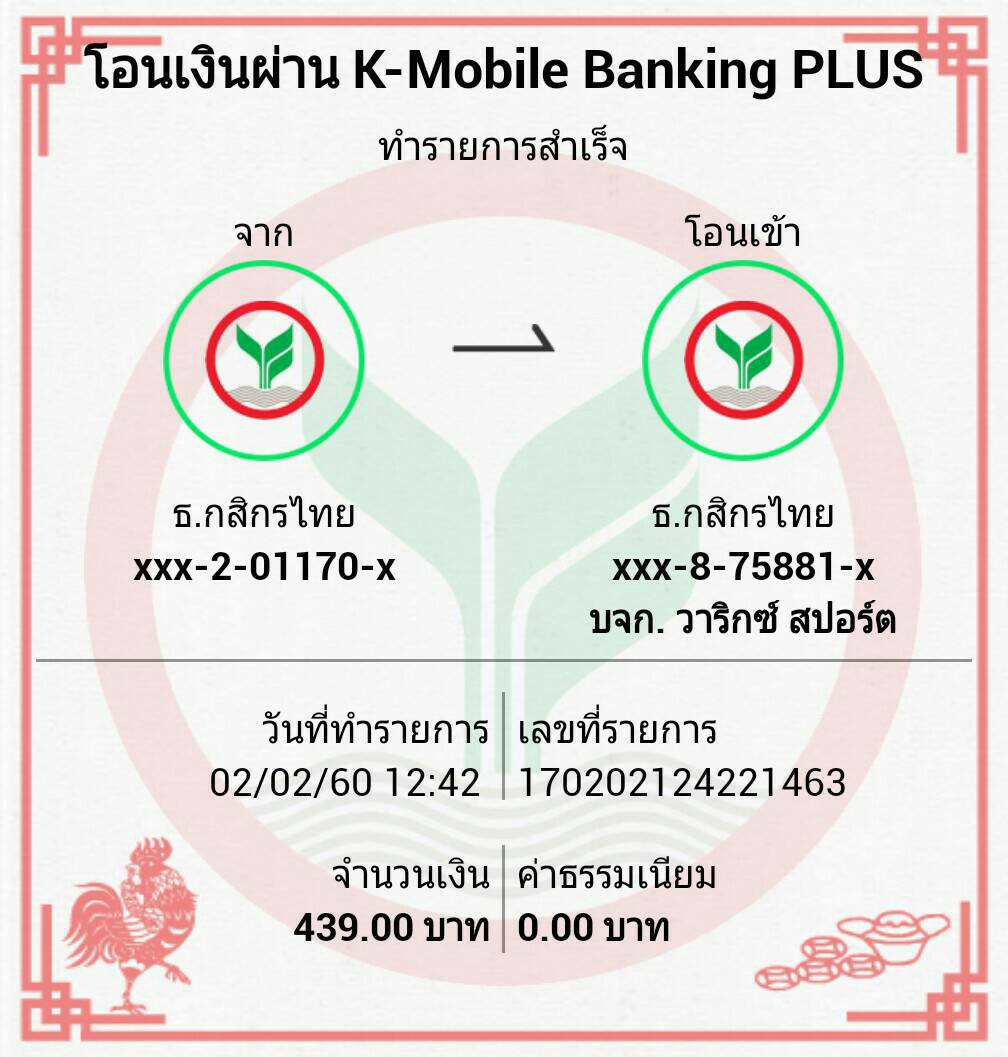 โอนเงินผ่าน K-Mobile Banking PLUS
ทำรายการสำเร็จ
จาก
โอนเข้า
ธ.กสิกรไทย
xxx-2-01170-x
ธ.กสิกรไทย
xxx-8-75881-x
บจก. วาริกซ์ สปอร์ต
วันที่ทำรายการ
02/02/60 12:42
เลขที่รายการ
170202124221463
จำนวนเงิน
439.00 บาท
ค่าธรรมเนียม
0.00 บาท